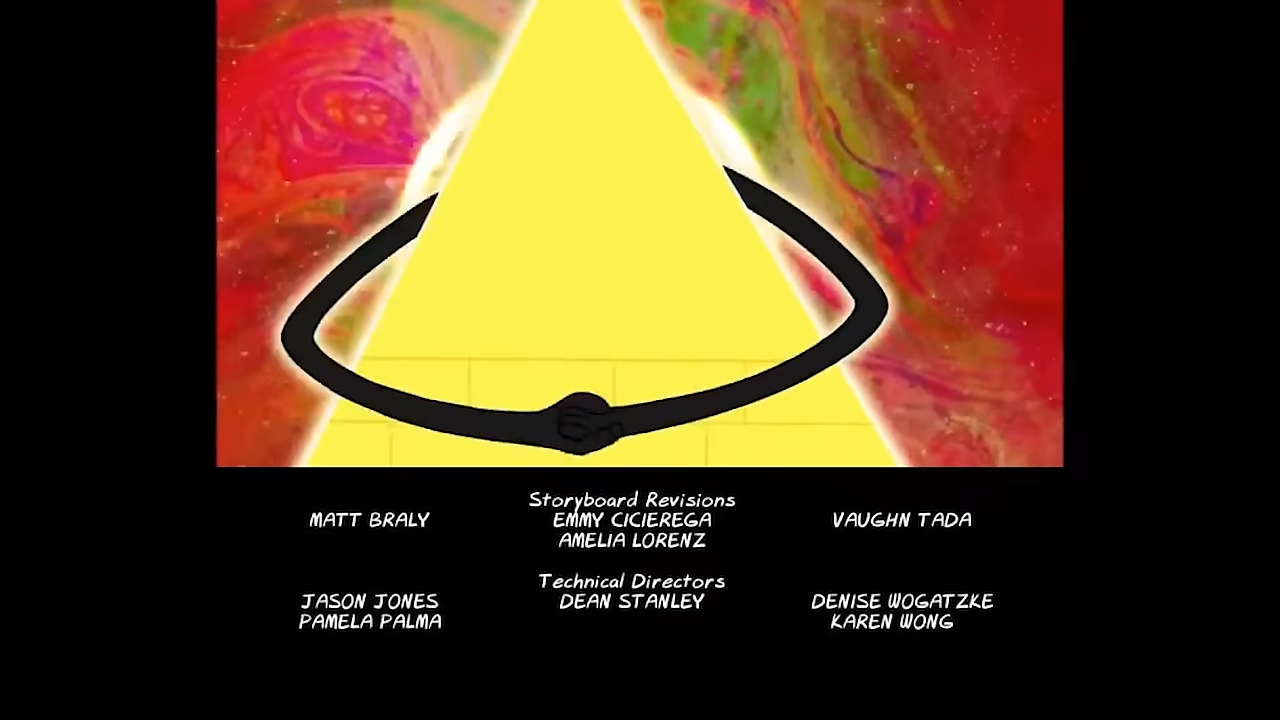 Storyboard Revisions
MATT BRALY EMMY CICIEREGA VAUGHN TADA
AMELIA LORENZ
Technical Directors
JASON JONES DEAN STANLEY DENISE WOGATZKE
PAMELA PALMA KAREN WONG